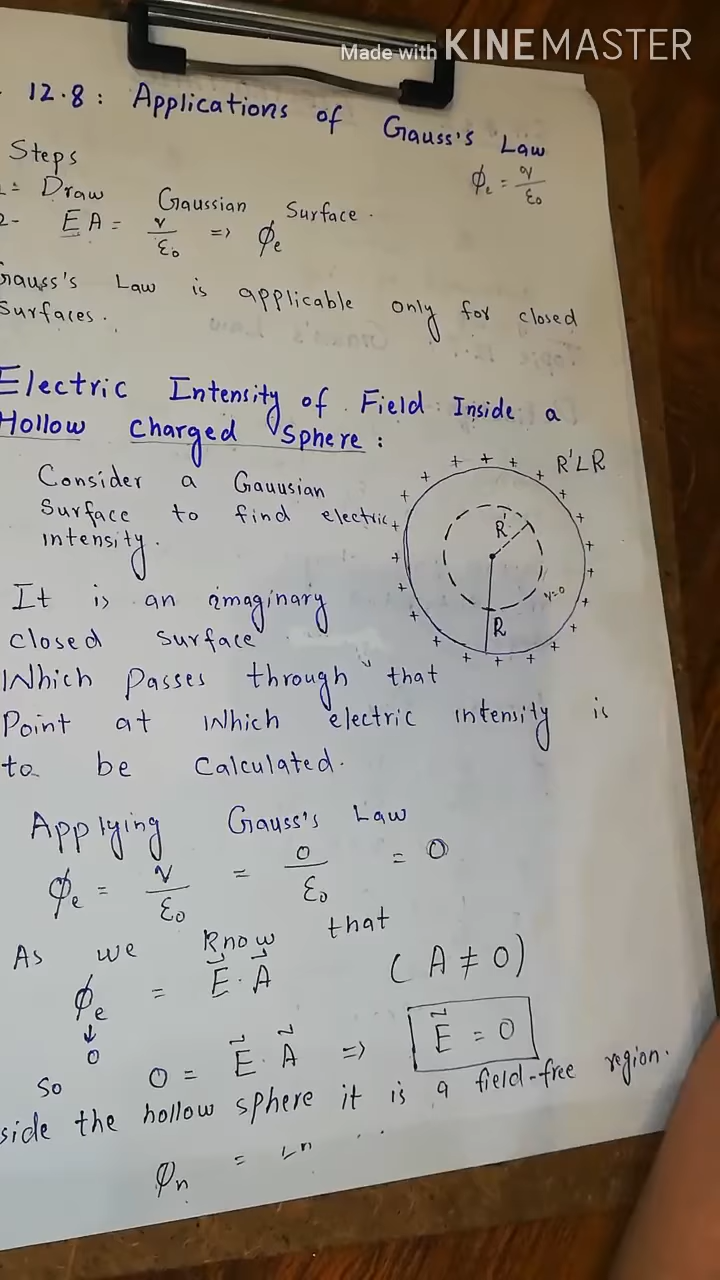 Made with KINEMASTER
12.8: Applications of Gauss's Law
Steps
φe = q/ε0
1= Draw Gaussian Surface.
2- EA = q/ε0 => φe
Gauss's Law is applicable only for closed
Surfaces.
Electric Intensity of Field Inside a
Hollow Charged Sphere:
R'LR
Consider a Gauusian
Surface to find electric
intensity.
R'
q=0
R
It is an imaginary
closed surface
Which passes through that
Point at Which electric intensity is
to be Calculated.
Applying Gauss's Law
φe = q/ε0 = 0/ε0 = 0
As we Know that
φe = E⃗ . A⃗ (A ≠ 0)
↓
0
So 0 = E⃗ . A⃗ => E⃗ = 0
side the hollow sphere it is a field-free region.